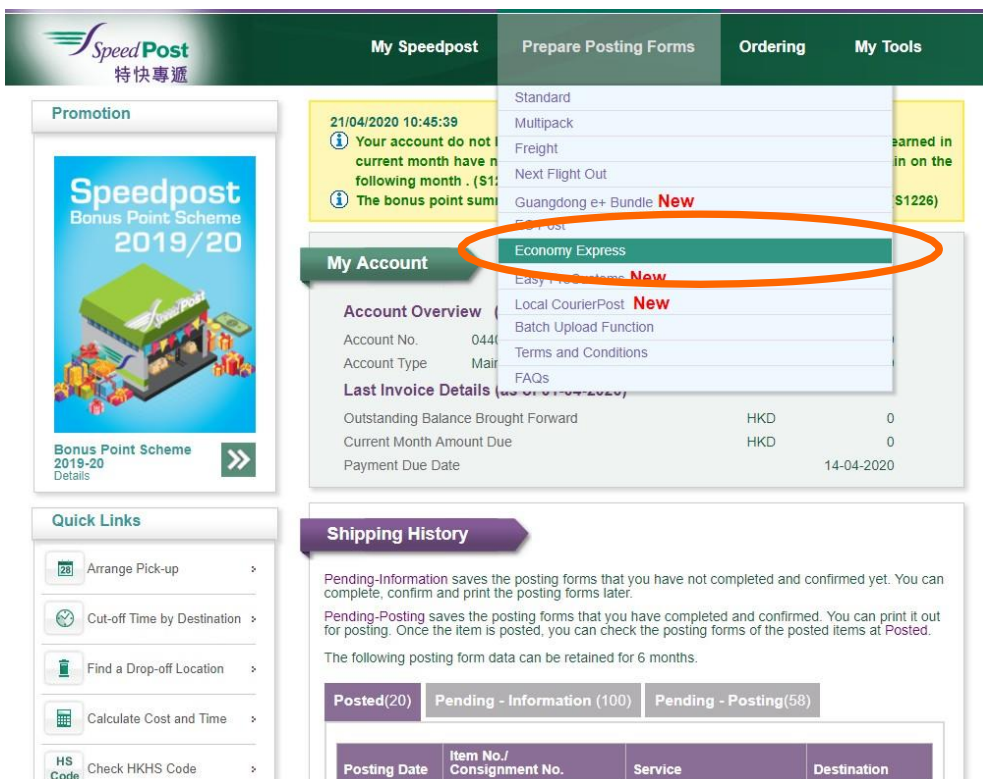 Speed Post
特快專遞
My Speedpost
Prepare Posting Forms
Ordering
My Tools
Standard
Multipack
Freight
Next Flight Out
Guangdong e+ Bundle New
Economy Express
Local CourierPost New
Batch Upload Function
Terms and Conditions
FAQs
Promotion
Speedpost
Bonus Point Scheme
2019/20
SpeedPost
Bonus Point Scheme
2019-20
Details
21/04/2020 10:45:39
Your account do not
earned in
current month have
in on the
following month . (S12
The bonus point
S1226)
My Account
Account Overview (
Account No. 0440
Account Type
Last Invoice Details (as of 01-04-2020)
Outstanding Balance Brought Forward HKD 0
Current Month Amount Due HKD 0
Payment Due Date 14-04-2020
Quick Links
28 Arrange Pick-up
Cut-off Time by Destination
Find a Drop-off Location
Calculate Cost and Time
HS
Code
Check HKHS Code
Shipping History
Pending-Information saves the posting forms that you have not completed and confirmed yet. You can
complete, confirm and print the posting forms later.
Pending-Posting saves the posting forms that you have completed and confirmed. You can print it out
for posting. Once the item is posted, you can check the posting forms of the posted items at Posted.
The following posting form data can be retained for 6 months.
Posted(20)
Pending - Information (100)
Pending - Posting(58)
Posting Date
Item No./
Consignment No.
Service
Destination